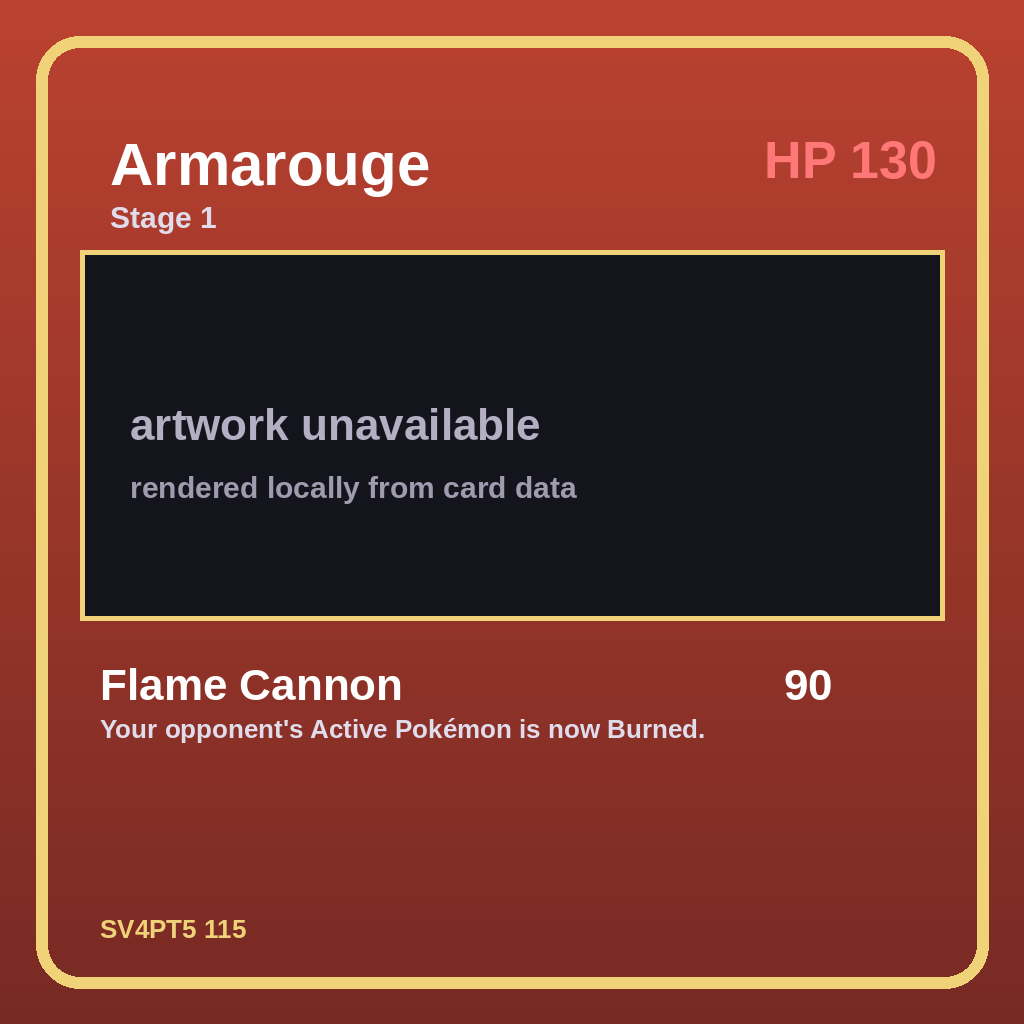 Armarouge
HP 130
Stage 1
artwork unavailable
rendered locally from card data
Flame Cannon 90
Your opponent's Active Pokémon is now Burned.
SV4PT5 115